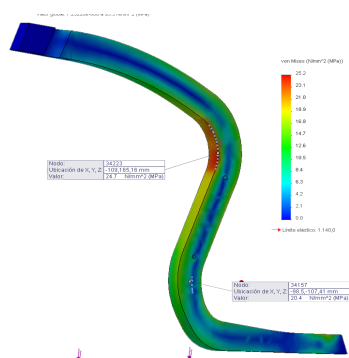 von Mises (N/mm^2 (MPa))
25.2
23.1
21.0
18.9
16.8
14.7
12.6
10.5
8.4
6.3
4.2
2.1
0.0
Límite elástico: 1.140,0
Nodo: 34223
Ubicación de X, Y, Z: -109,165,16 mm
Valor: 24.7 N/mm^2 (MPa)
Nodo: 34157
Ubicación de X, Y, Z: -98.5,-107,41 mm
Valor: 20.4 N/mm^2 (MPa)